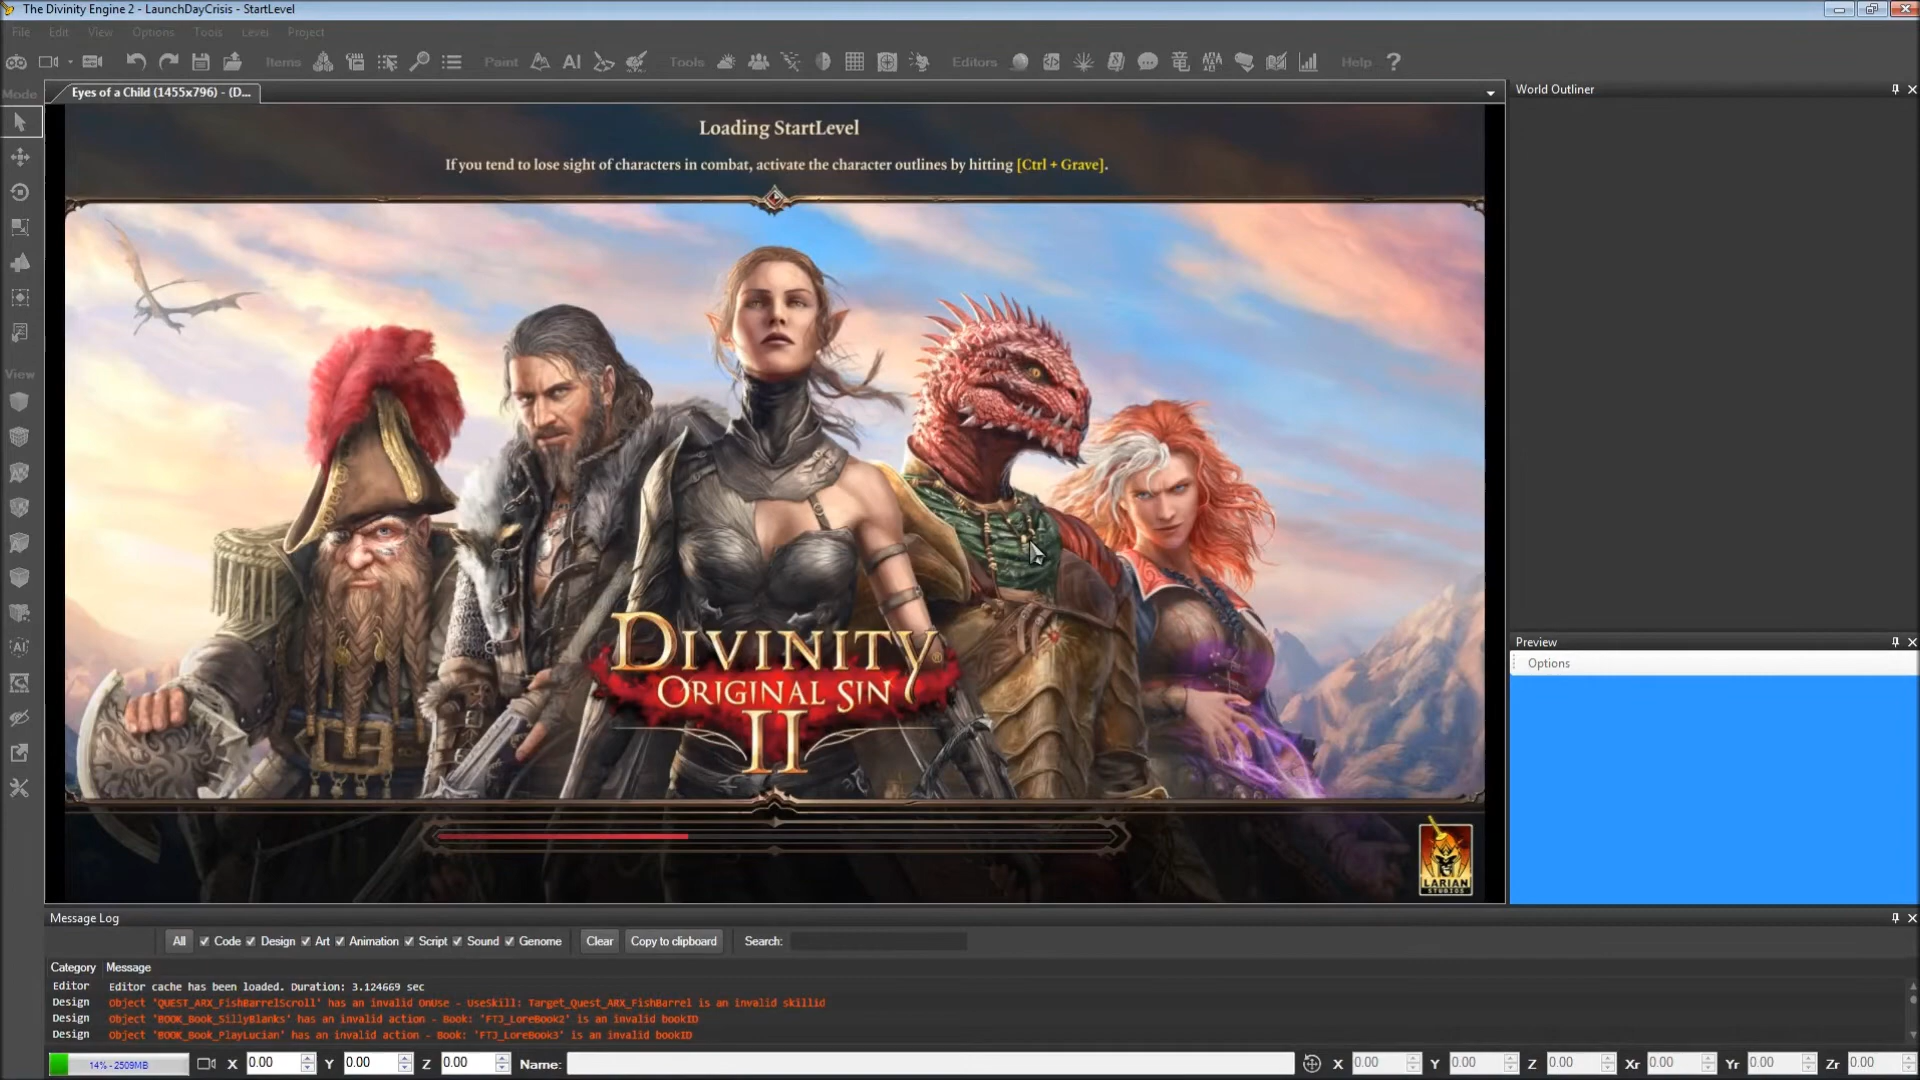 The Divinity Engine 2 - LaunchDayCrisis - StartLevel
File Edit View Options Tools Level Project
Items Paint AI Tools Editors Help ?
Mode
Eyes of a Child (1455x796) - (D...
World Outliner
Loading StartLevel
If you tend to lose sight of characters in combat, activate the character outlines by hitting [Ctrl + Grave].
View
AI
DIVINITY
ORIGINAL SIN
II
LARIAN
STUDIOS
Preview
Options
Message Log
All Code Design Art Animation Script Sound Genome Clear Copy to clipboard Search:
Category Message
Editor Editor cache has been loaded. Duration: 3.124669 sec
Design Object 'QUEST_ARX_FishBarrelScroll' has an invalid OnUse - UseSkill: Target_Quest_ARX_FishBarrel is an invalid skillid
Design Object 'BOOK_Book_SillyBlanks' has an invalid action - Book: 'FTJ_LoreBook2' is an invalid bookID
Design Object 'BOOK_Book_PlayLucian' has an invalid action - Book: 'FTJ_LoreBook3' is an invalid bookID
14% - 2509MB X 0.00 Y 0.00 Z 0.00 Name: X 0.00 Y 0.00 Z 0.00 Xr 0.00 Yr 0.00 Zr 0.00